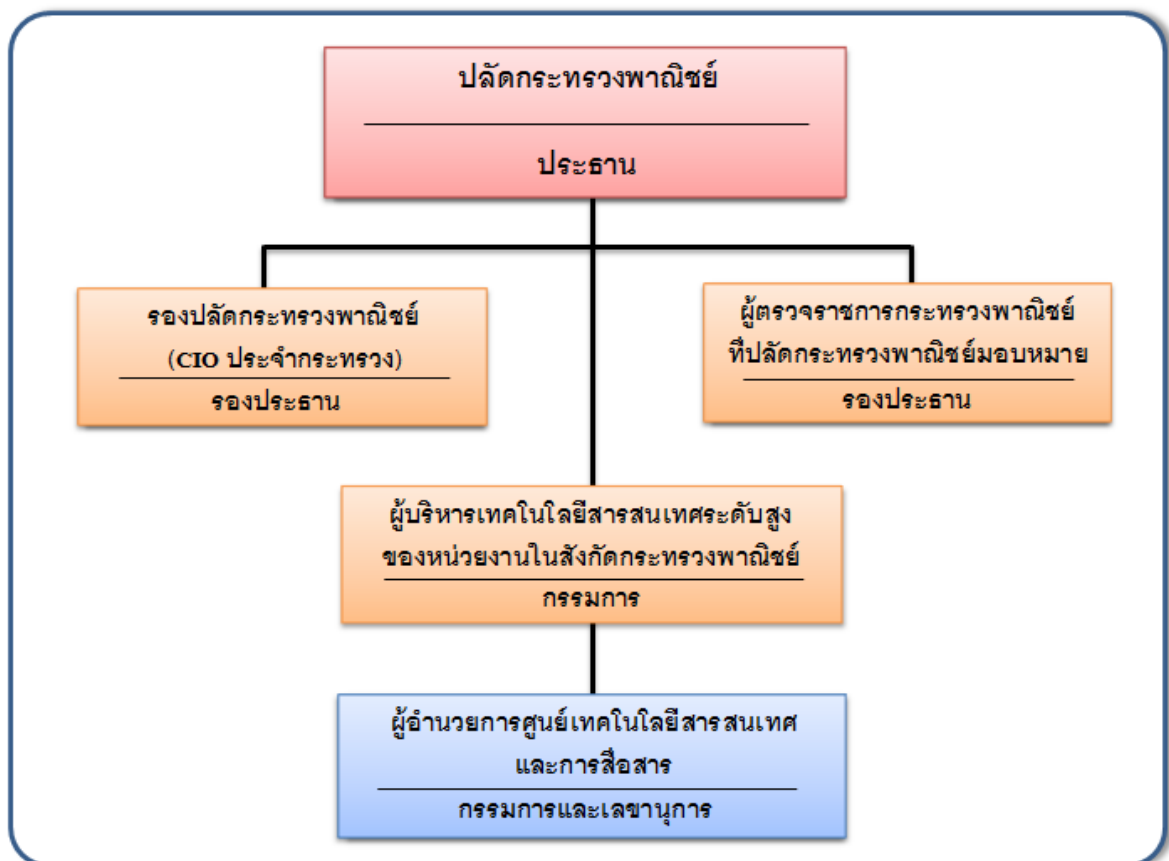 ปลัดกระทรวงพาณิชย์
ประธาน
รองปลัดกระทรวงพาณิชย์
(CIO ประจำกระทรวง)
รองประธาน
ผู้ตรวจราชการกระทรวงพาณิชย์
ที่ปลัดกระทรวงพาณิชย์มอบหมาย
รองประธาน
ผู้บริหารเทคโนโลยีสารสนเทศระดับสูง
ของหน่วยงานในสังกัดกระทรวงพาณิชย์
กรรมการ
ผู้อำนวยการศูนย์เทคโนโลยีสารสนเทศ
และการสื่อสาร
กรรมการและเลขานุการ